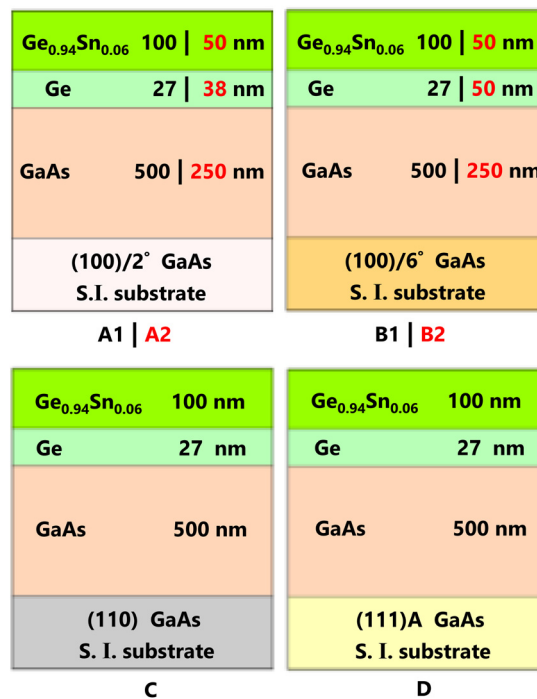 Ge0.94Sn0.06 100 | 50 nm
Ge 27 | 38 nm
GaAs 500 | 250 nm
(100)/2° GaAs
S.I. substrate
A1 | A2
Ge0.94Sn0.06 100 | 50 nm
Ge 27 | 50 nm
GaAs 500 | 250 nm
(100)/6° GaAs
S. I. substrate
B1 | B2
Ge0.94Sn0.06 100 nm
Ge 27 nm
GaAs 500 nm
(110) GaAs
S. I. substrate
C
Ge0.94Sn0.06 100 nm
Ge 27 nm
GaAs 500 nm
(111)A GaAs
S. I. substrate
D